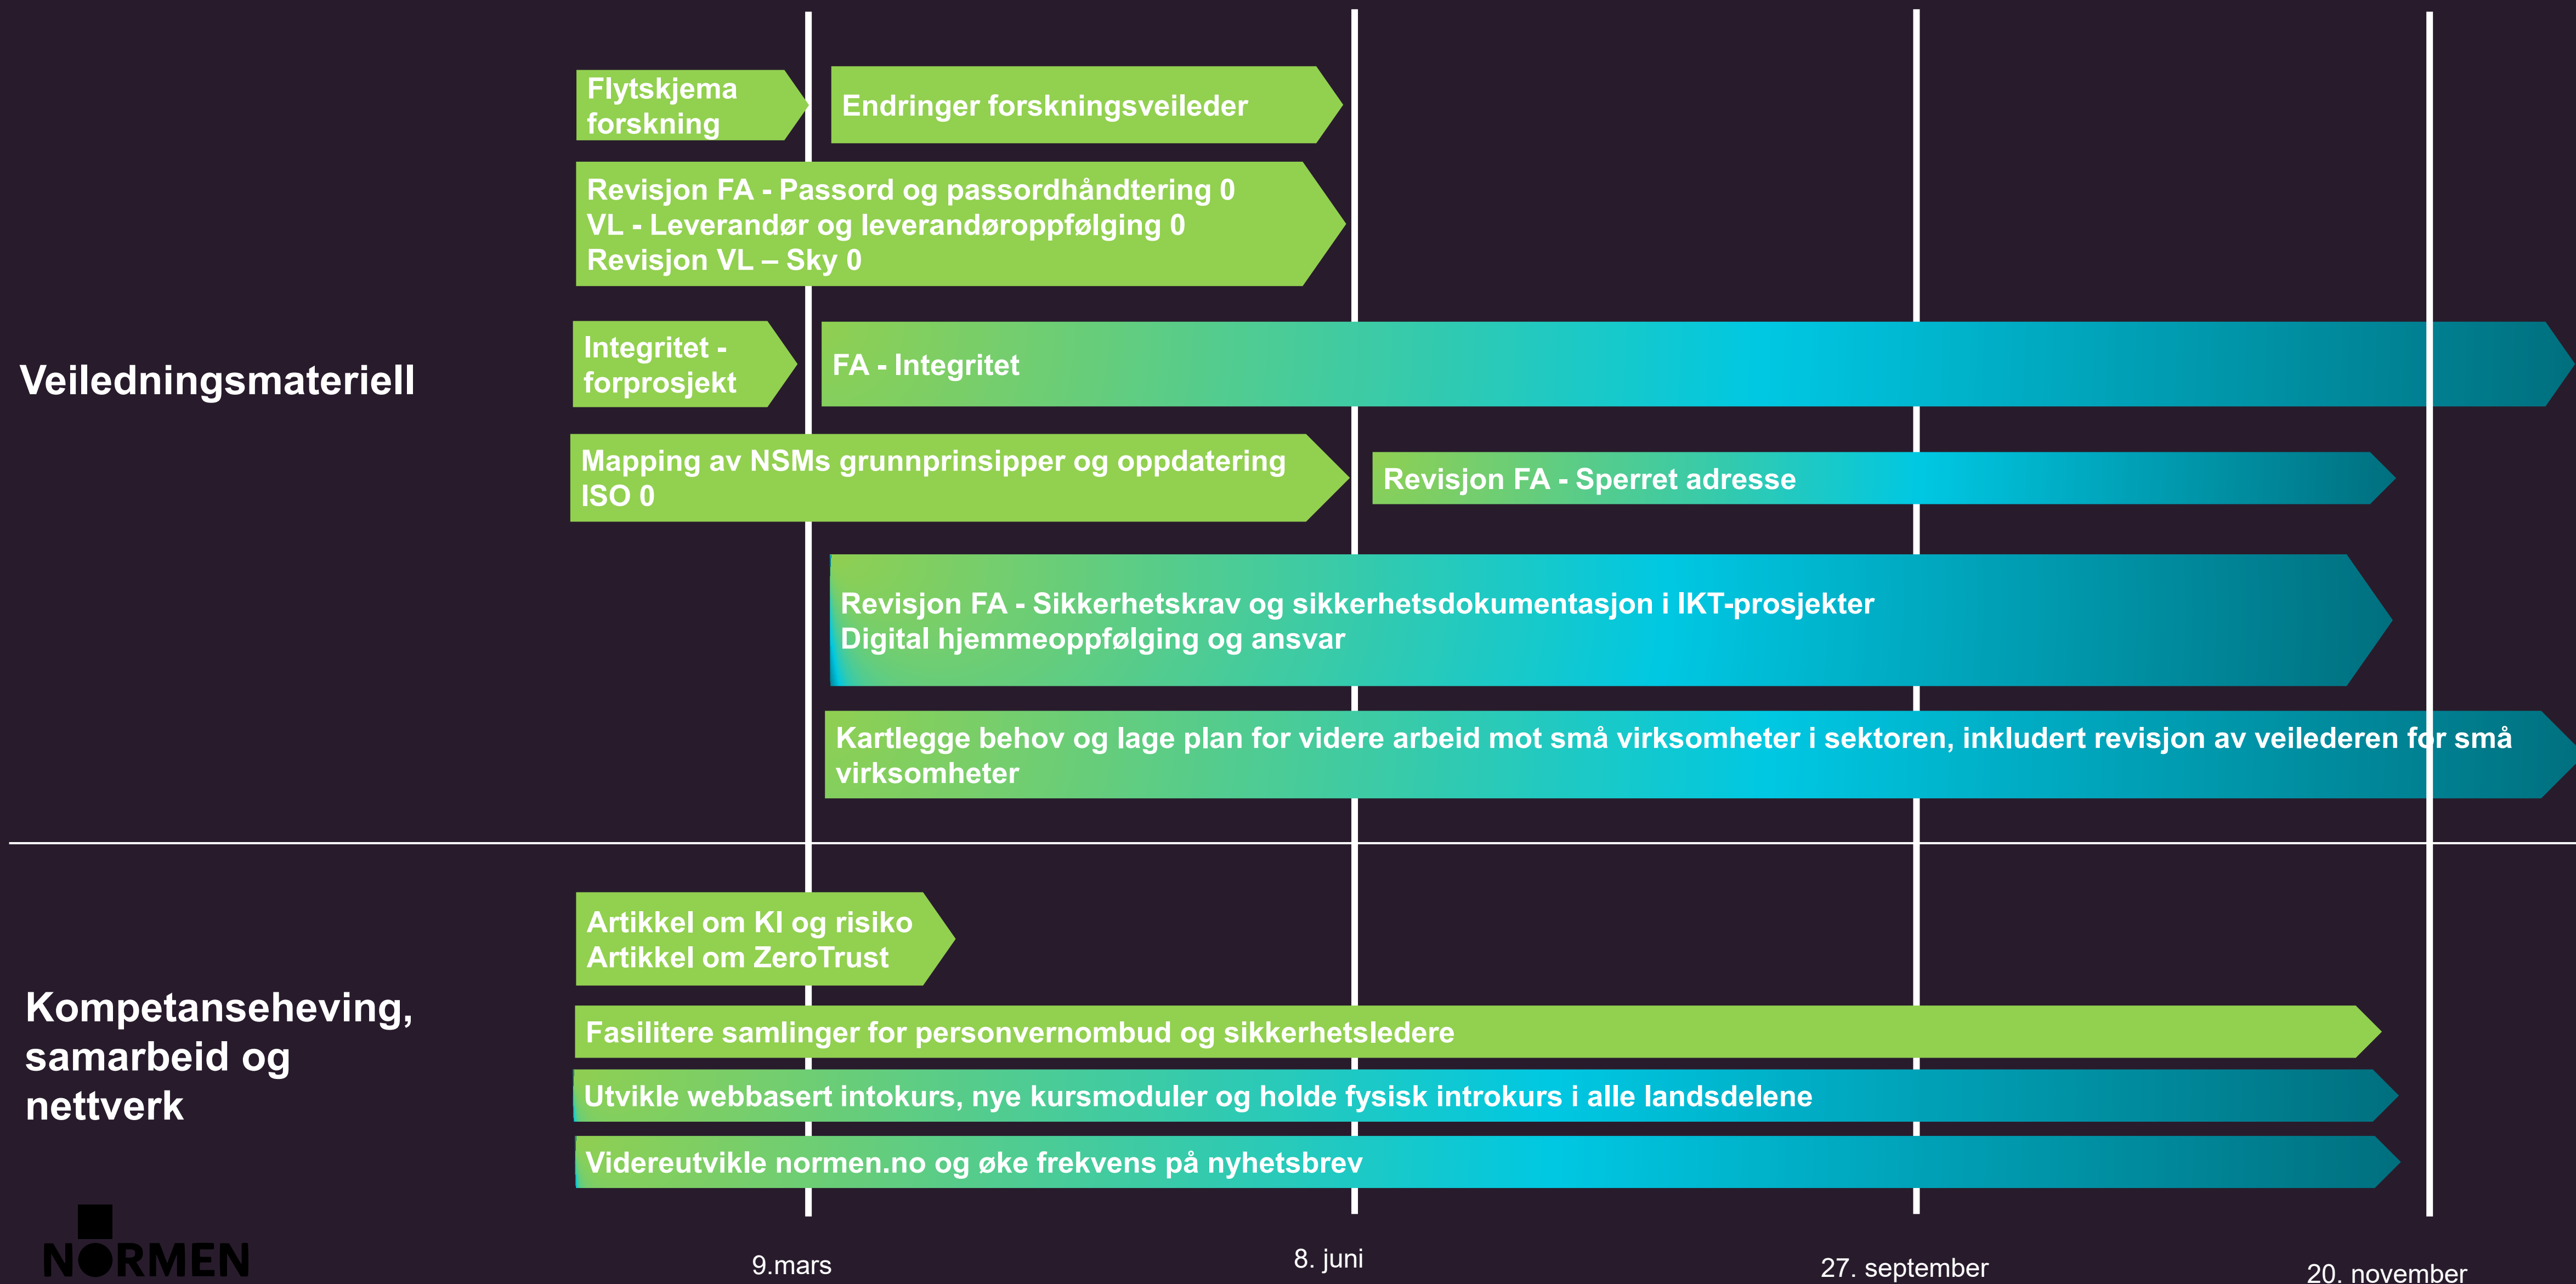 Flytskjema
forskning
Endringer forskningsveileder
Revisjon FA - Passord og passordhåndtering 0
VL - Leverandør og leverandøroppfølging 0
Revisjon VL – Sky 0
Veiledningsmateriell
Integritet -
forprosjekt
FA - Integritet
Mapping av NSMs grunnprinsipper og oppdatering
ISO 0
Revisjon FA - Sperret adresse
Revisjon FA - Sikkerhetskrav og sikkerhetsdokumentasjon i IKT-prosjekter
Digital hjemmeoppfølging og ansvar
Kartlegge behov og lage plan for videre arbeid mot små virksomheter i sektoren, inkludert revisjon av veilederen for små
virksomheter
Kompetanseheving,
samarbeid og
nettverk
Artikkel om KI og risiko
Artikkel om ZeroTrust
Fasilitere samlinger for personvernombud og sikkerhetsledere
Utvikle webbasert intokurs, nye kursmoduler og holde fysisk introkurs i alle landsdelene
Videreutvikle normen.no og øke frekvens på nyhetsbrev
NORMEN
9.mars
8. juni
27. september
20. november